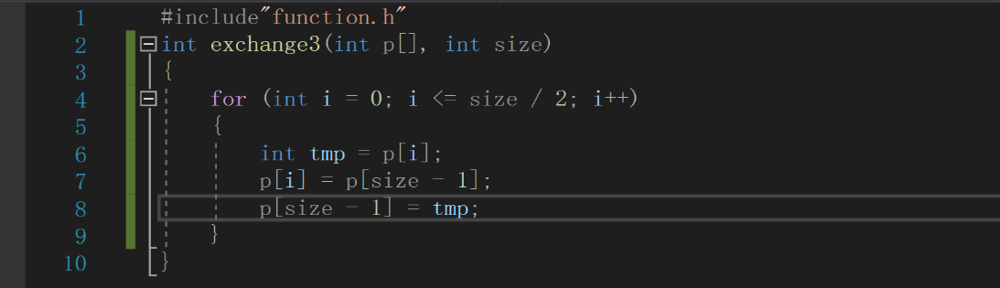 1 #include"function.h"
2 int exchange3(int p[], int size)
3 {
4 for (int i = 0; i <= size / 2; i++)
5 {
6 int tmp = p[i];
7 p[i] = p[size - 1];
8 p[size - 1] = tmp;
9 }
10 }